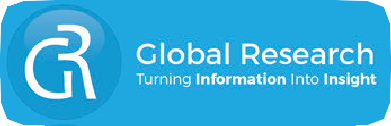 GR
Global Research
Turning Information Into Insight